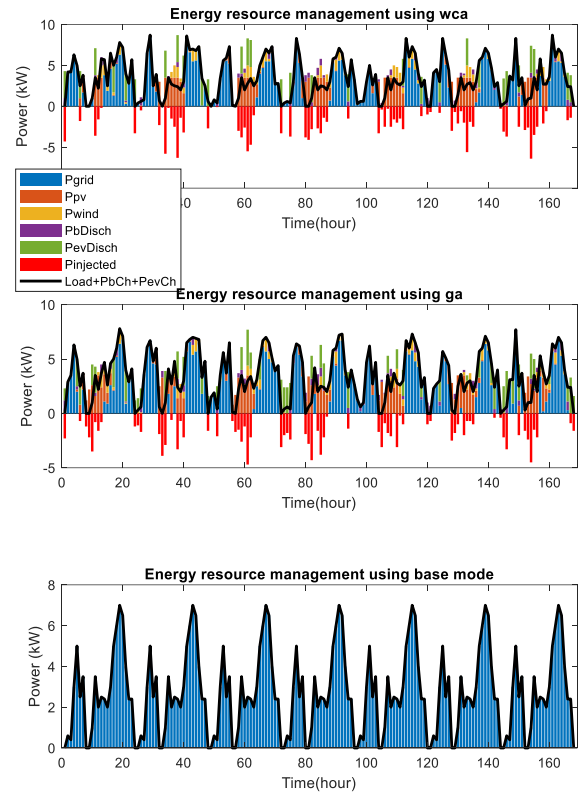 Energy resource management using wca
10
5
0
-5
Power (kW)
80
100
120
140
160
40
60
Time(hour)
Pgrid
Ppv
Pwind
PbDisch
PevDisch
Pinjected
Load+PbCh+PevCh
Energy resource management using ga
10
5
0
-5
Power (kW)
0
20
40
60
80
100
120
140
160
Time(hour)
Energy resource management using base mode
8
6
4
2
0
Power (kW)
0
20
40
60
80
100
120
140
160
Time(hour)